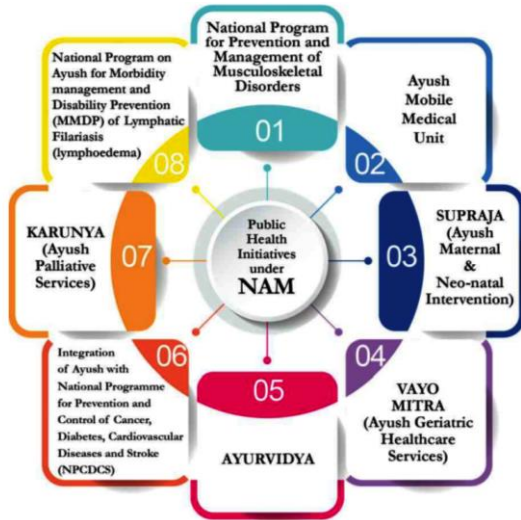 National Program
for Prevention and
Management of
Musculoskeletal
Disorders
01
Ayush
Mobile
Medical
Unit
02
SUPRAJA (Ayush
Maternal
&
Neo-natal
Intervention)
03
VAYO
MITRA
(Ayush Geriatric
Healthcare
Services)
04
AYURVIDYA
05
Integration
of Ayush with
National Programme
for Prevention and
Control of Cancer,
Diabetes, Cardiovascular
Diseases and Stroke
(NPCDCS)
06
KARUNYA
(Ayush
Palliative
Services)
07
National Program on
Ayush for Morbidity
management and
Disability Prevention
(MMDP) of Lymphatic
Filariasis
(lymphoedema)
08
Public
Health
Initiatives
under
NAM